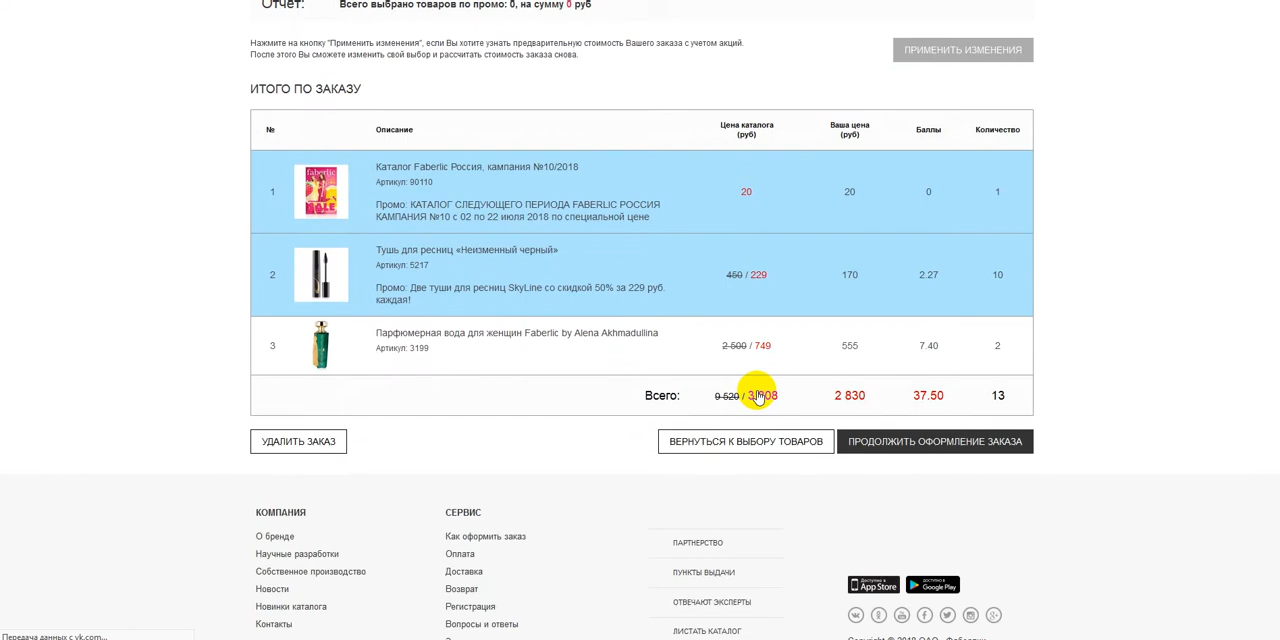 Отчет: Всего выбрано товаров по промо: 0, на сумму 0 руб
Нажмите на кнопку "Применить изменения", если Вы хотите узнать предварительную стоимость Вашего заказа с учетом акций.
После этого Вы сможете изменить свой выбор и рассчитать стоимость заказа снова.
ПРИМЕНИТЬ ИЗМЕНЕНИЯ
ИТОГО ПО ЗАКАЗУ
№ Описание Цена каталога (руб) Ваша цена (руб) Баллы Количество
Каталог Faberlic Россия, кампания №10/2018
Артикул: 90110
1 faberlic SALE 20 20 0 1
Промо: КАТАЛОГ СЛЕДУЮЩЕГО ПЕРИОДА FABERLIC РОССИЯ
КАМПАНИЯ №10 с 02 по 22 июля 2018 по специальной цене
Тушь для ресниц «Неизменный черный»
Артикул: 5217
2 450 / 229 170 2.27 10
Промо: Две туши для ресниц SkyLine со скидкой 50% за 229 руб.
каждая!
Парфюмерная вода для женщин Faberlic by Alena Akhmadullina
3 Артикул: 3199 2 500 / 749 555 7.40 2
Всего: 9 520 / 2 830 37.50 13
УДАЛИТЬ ЗАКАЗ ВЕРНУТЬСЯ К ВЫБОРУ ТОВАРОВ ПРОДОЛЖИТЬ ОФОРМЛЕНИЕ ЗАКАЗА
КОМПАНИЯ
О бренде
Научные разработки
Собственное производство
Новости
Новинки каталога
Контакты
СЕРВИС
Как оформить заказ
Оплата
Доставка
Возврат
Регистрация
Вопросы и ответы
ПАРТНЕРСТВО
ПУНКТЫ ВЫДАЧИ
ОТВЕЧАЮТ ЭКСПЕРТЫ
ЛИСТАТЬ КАТАЛОГ
Доступно в App Store
ДОСТУПНО В Google Play
Передача данных с vk.com...